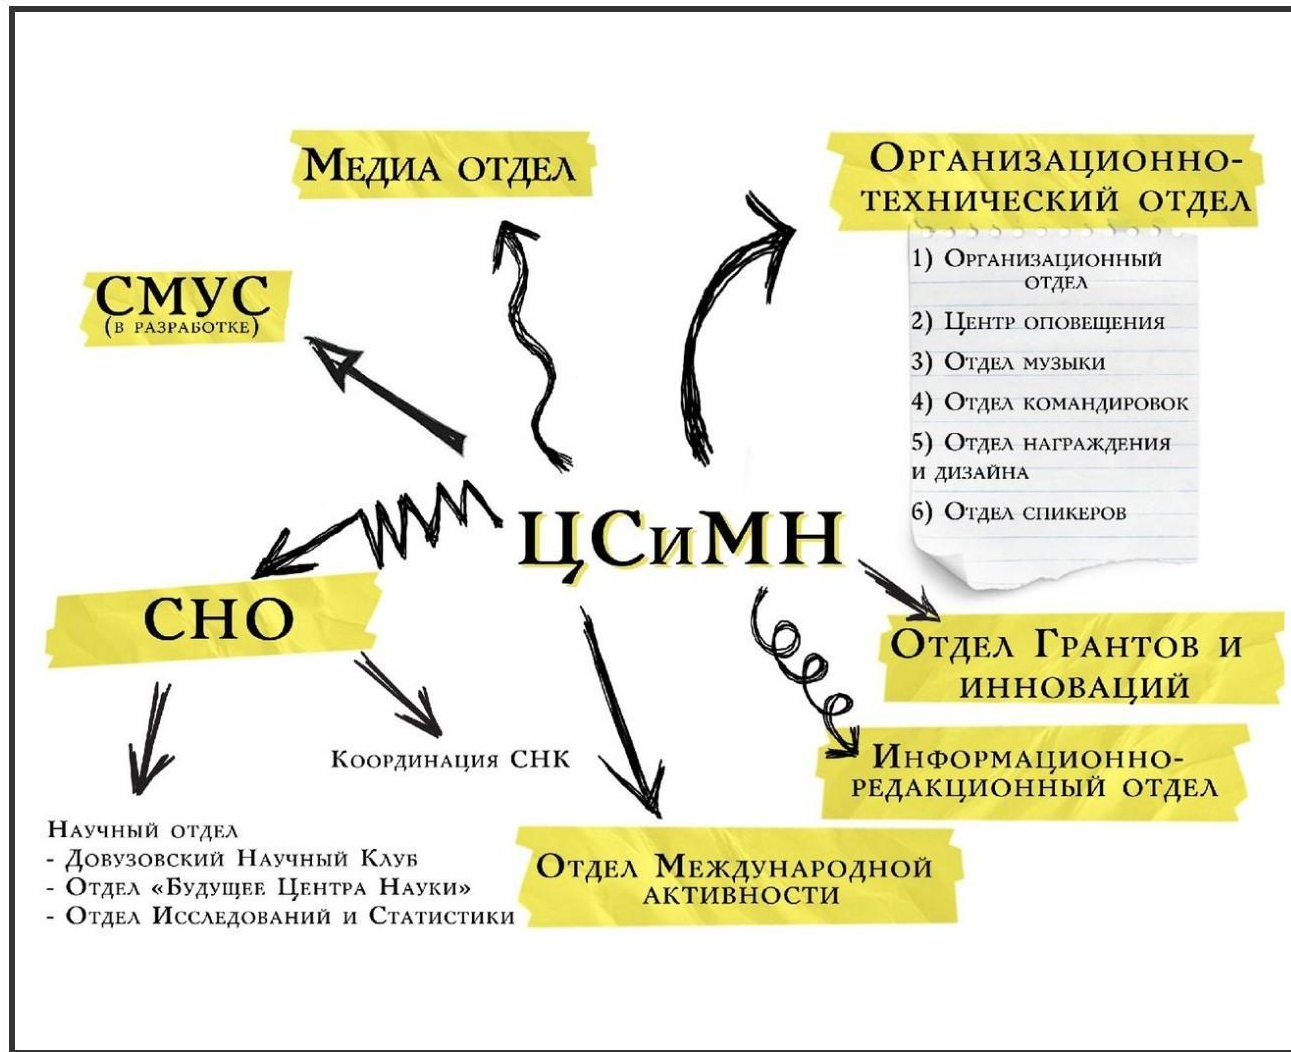 Медиа отдел
Организационно-
технический отдел
1) Организационный
отдел
2) Центр оповещения
3) Отдел музыки
4) Отдел командировок
5) Отдел награждения
и дизайна
6) Отдел спикеров
СМУС
(в разработке)
ЦСиМН
СНО
Отдел Грантов и
инноваций
Координация СНК
Информационно-
редакционный отдел
Научный отдел
- Довузовский Научный Клуб
- Отдел «Будущее Центра Науки»
- Отдел Исследований и Статистики
Отдел Международной
активности